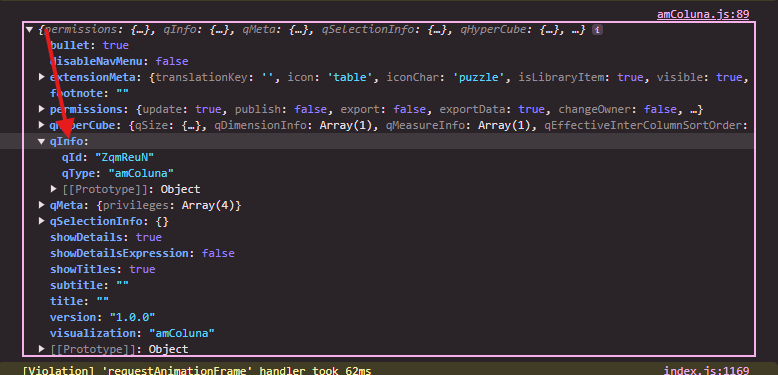 amColuna.js:89
{permissions: {…}, qInfo: {…}, qMeta: {…}, qSelectionInfo: {…}, qHyperCube: {…}, …} i
bullet: true
disableNavMenu: false
extensionMeta: {translationKey: '', icon: 'table', iconChar: 'puzzle', isLibraryItem: true, visible: true,
footnote: ""
permissions: {update: true, publish: false, export: false, exportData: true, changeOwner: false, …}
qHyperCube: {qSize: {…}, qDimensionInfo: Array(1), qMeasureInfo: Array(1), qEffectiveInterColumnSortOrder:
qInfo:
qId: "ZqmReuN"
qType: "amColuna"
[[Prototype]]: Object
qMeta: {privileges: Array(4)}
qSelectionInfo: {}
showDetails: true
showDetailsExpression: false
showTitles: true
subtitle: ""
title: ""
version: "1.0.0"
visualization: "amColuna"
[[Prototype]]: Object
[Violation] 'requestAnimationFrame' handler took 62ms index.js:1169